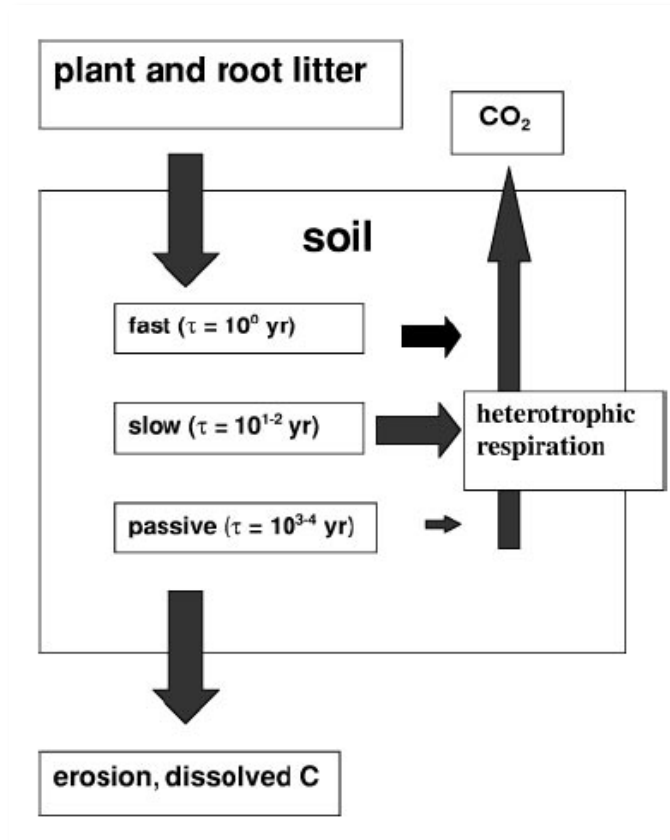 plant and root litter
CO₂
soil
fast (τ = 10⁰ yr)
slow (τ = 10¹⁻² yr)
heterotrophic
respiration
passive (τ = 10³⁻⁴ yr)
erosion, dissolved C